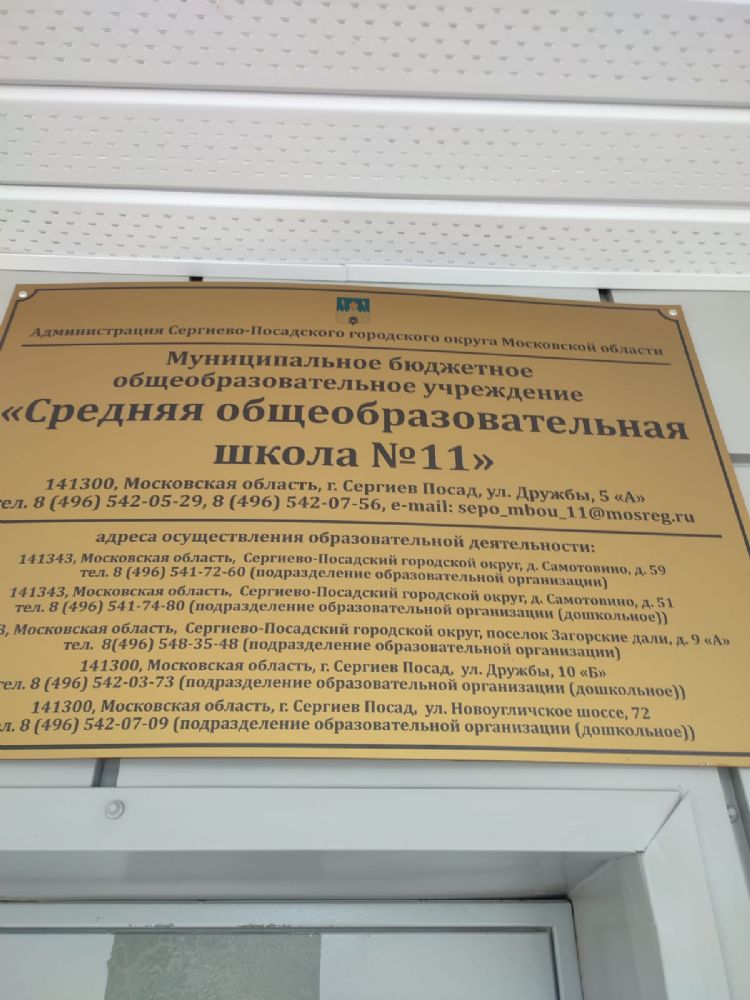 Администрация Сергиево-Посадского городского округа Московской области
Муниципальное бюджетное
общеобразовательное учреждение
«Средняя общеобразовательная
школа №11»
141300, Московская область, г. Сергиев Посад, ул. Дружбы, 5 «А»
тел. 8 (496) 542-05-29, 8 (496) 542-07-56, e-mail: sepo_mbou_11@mosreg.ru
адреса осуществления образовательной деятельности:
141343, Московская область, Сергиево-Посадский городской округ, д. Самотовино, д. 59
тел. 8 (496) 541-72-60 (подразделение образовательной организации)
141343, Московская область, Сергиево-Посадский городской округ, д. Самотовино, д. 51
тел. 8 (496) 541-74-80 (подразделение образовательной организации (дошкольное))
Московская область, Сергиево-Посадский городской округ, поселок Загорские дали, д. 9 «А»
тел. 8(496) 548-35-48 (подразделение образовательной организации)
141300, Московская область, г. Сергиев Посад, ул. Дружбы, 10 «Б»
тел. 8 (496) 542-03-73 (подразделение образовательной организации (дошкольное))
141300, Московская область, г. Сергиев Посад, ул. Новоугличское шоссе, 72
л. 8 (496) 542-07-09 (подразделение образовательной организации (дошкольное))